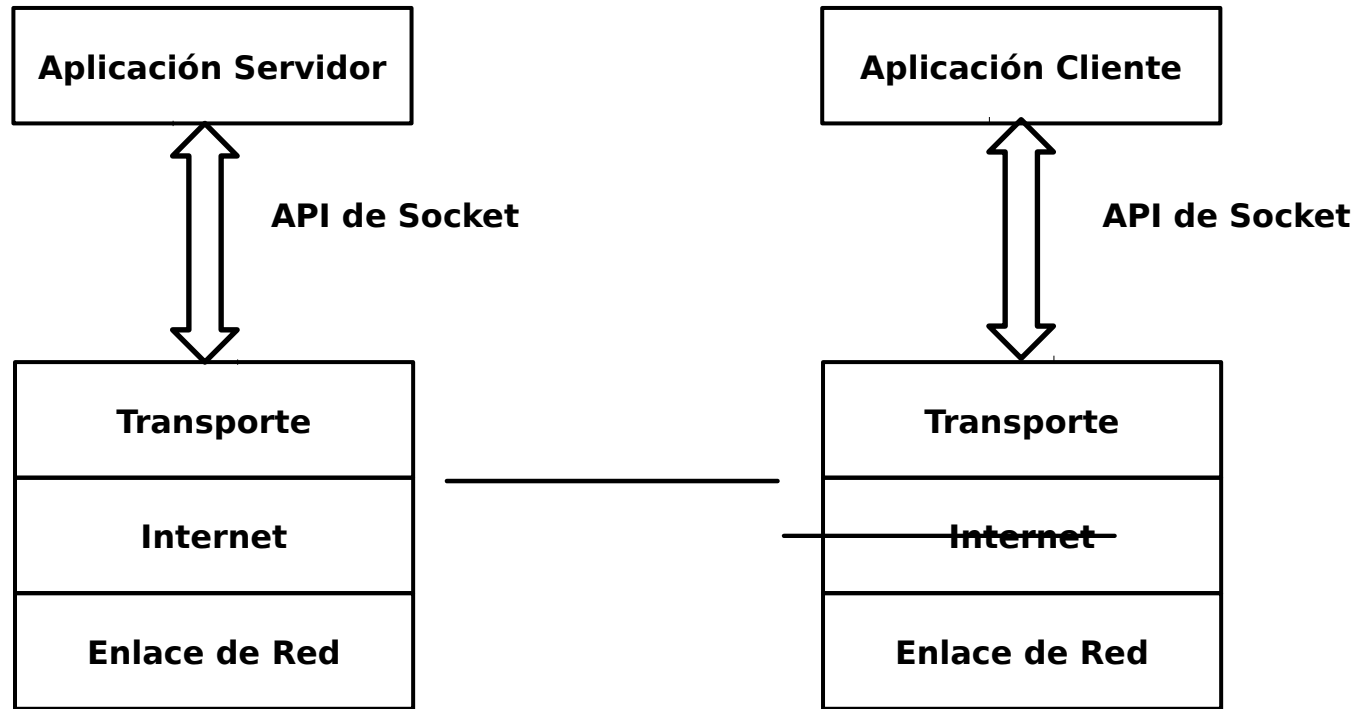 Aplicación Servidor
Aplicación Cliente
API de Socket
API de Socket
Transporte
Transporte
Internet
Internet
Enlace de Red
Enlace de Red